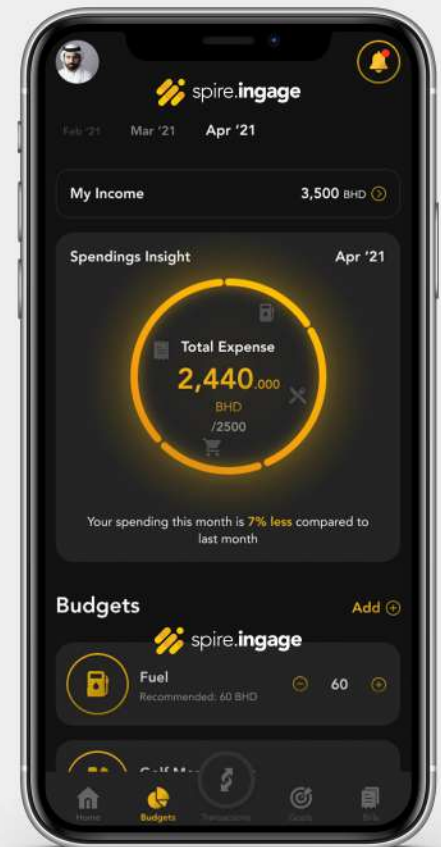 spire.ingage
Feb '21 Mar '21 Apr '21
My Income 3,500 BHD
Spendings Insight Apr '21
Total Expense
2,440.000
BHD
/2500
Your spending this month is 7% less compared to
last month
Budgets Add
spire.ingage
Fuel
Recommended: 60 BHD
60
Golf
Home Budgets Transactions Goals Bills